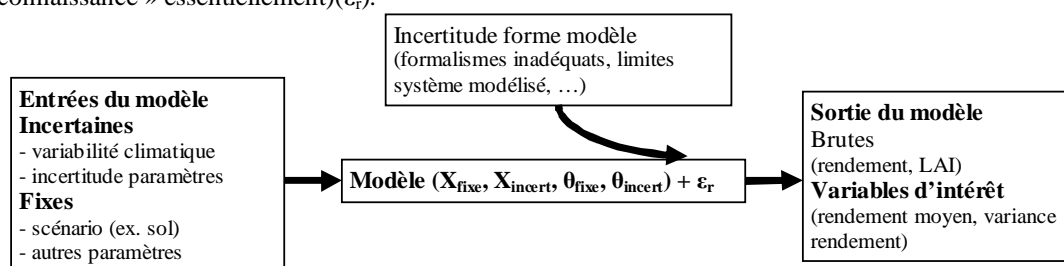 connaissance » essentiellement)(εr).
Incertitude forme modèle
(formalismes inadéquats, limites
système modélisé, …)
Entrées du modèle
Incertaines
- variabilité climatique
- incertitude paramètres
Fixes
- scénario (ex. sol)
- autres paramètres
Modèle (Xfixe, Xincert, θfixe, θincert) + εr
Sortie du modèle
Brutes
(rendement, LAI)
Variables d’intérêt
(rendement moyen, variance
rendement)